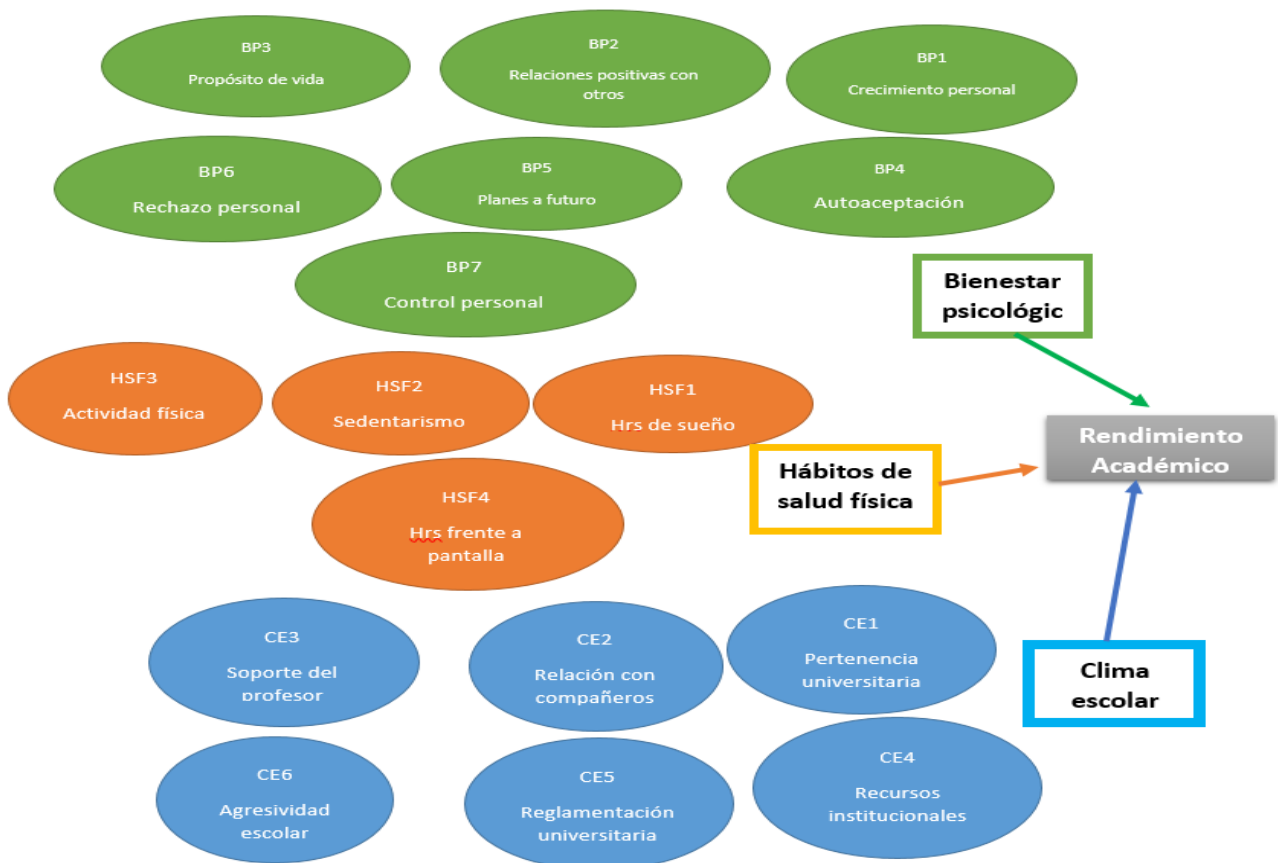 BP3
Propósito de vida
BP2
Relaciones positivas con
otros
BP1
Crecimiento personal
BP6
Rechazo personal
BP5
Planes a futuro
BP4
Autoaceptación
BP7
Control personal
Bienestar
psicológic
HSF3
Actividad física
HSF2
Sedentarismo
HSF1
Hrs de sueño
Rendimiento
Académico
Hábitos de
salud física
HSF4
Hrs frente a
pantalla
CE3
Soporte del
profesor
CE2
Relación con
compañeros
CE1
Pertenencia
universitaria
Clima
escolar
CE6
Agresividad
escolar
CE5
Reglamentación
universitaria
CE4
Recursos
institucionales